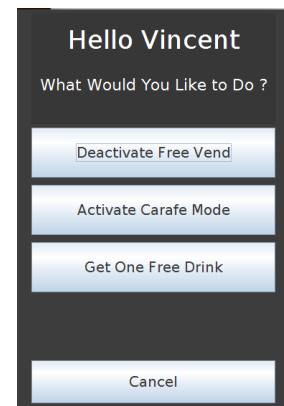 Hello Vincent
What Would You Like to Do ?
Deactivate Free Vend
Activate Carafe Mode
Get One Free Drink
Cancel